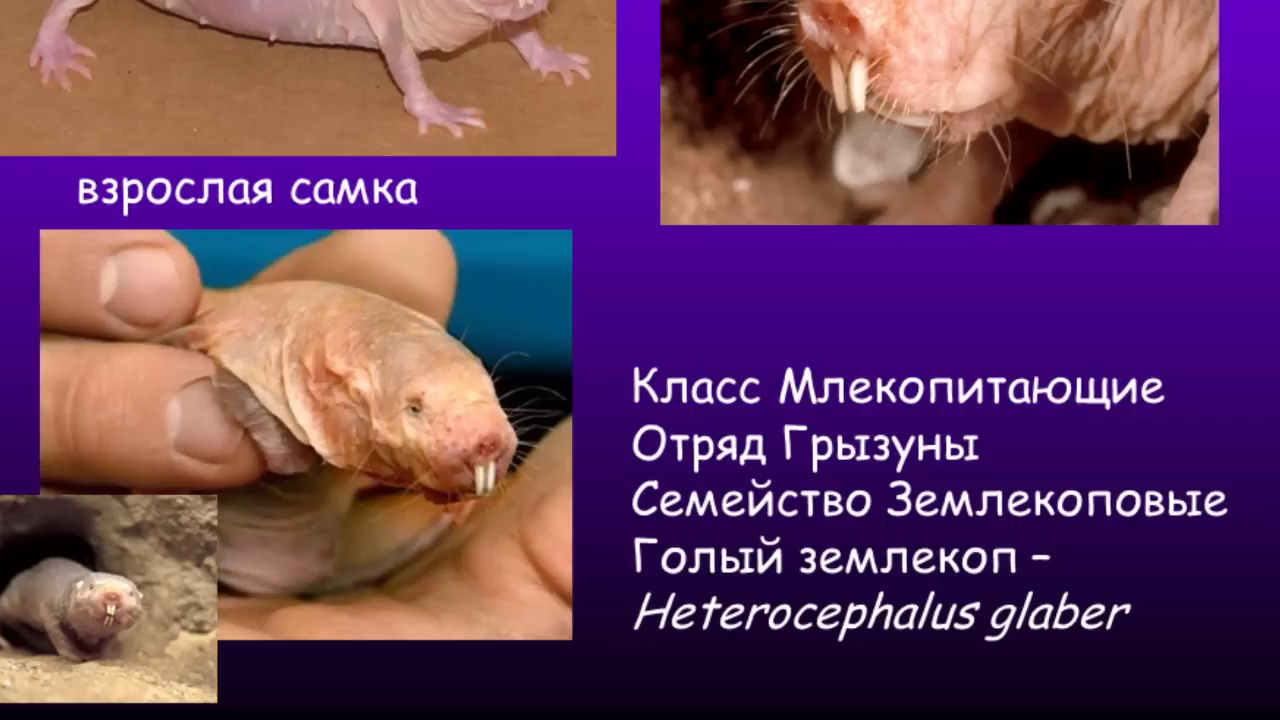 взрослая самка
Класс Млекопитающие
Отряд Грызуны
Семейство Землекоповые
Голый землекоп –
Heterocephalus glaber